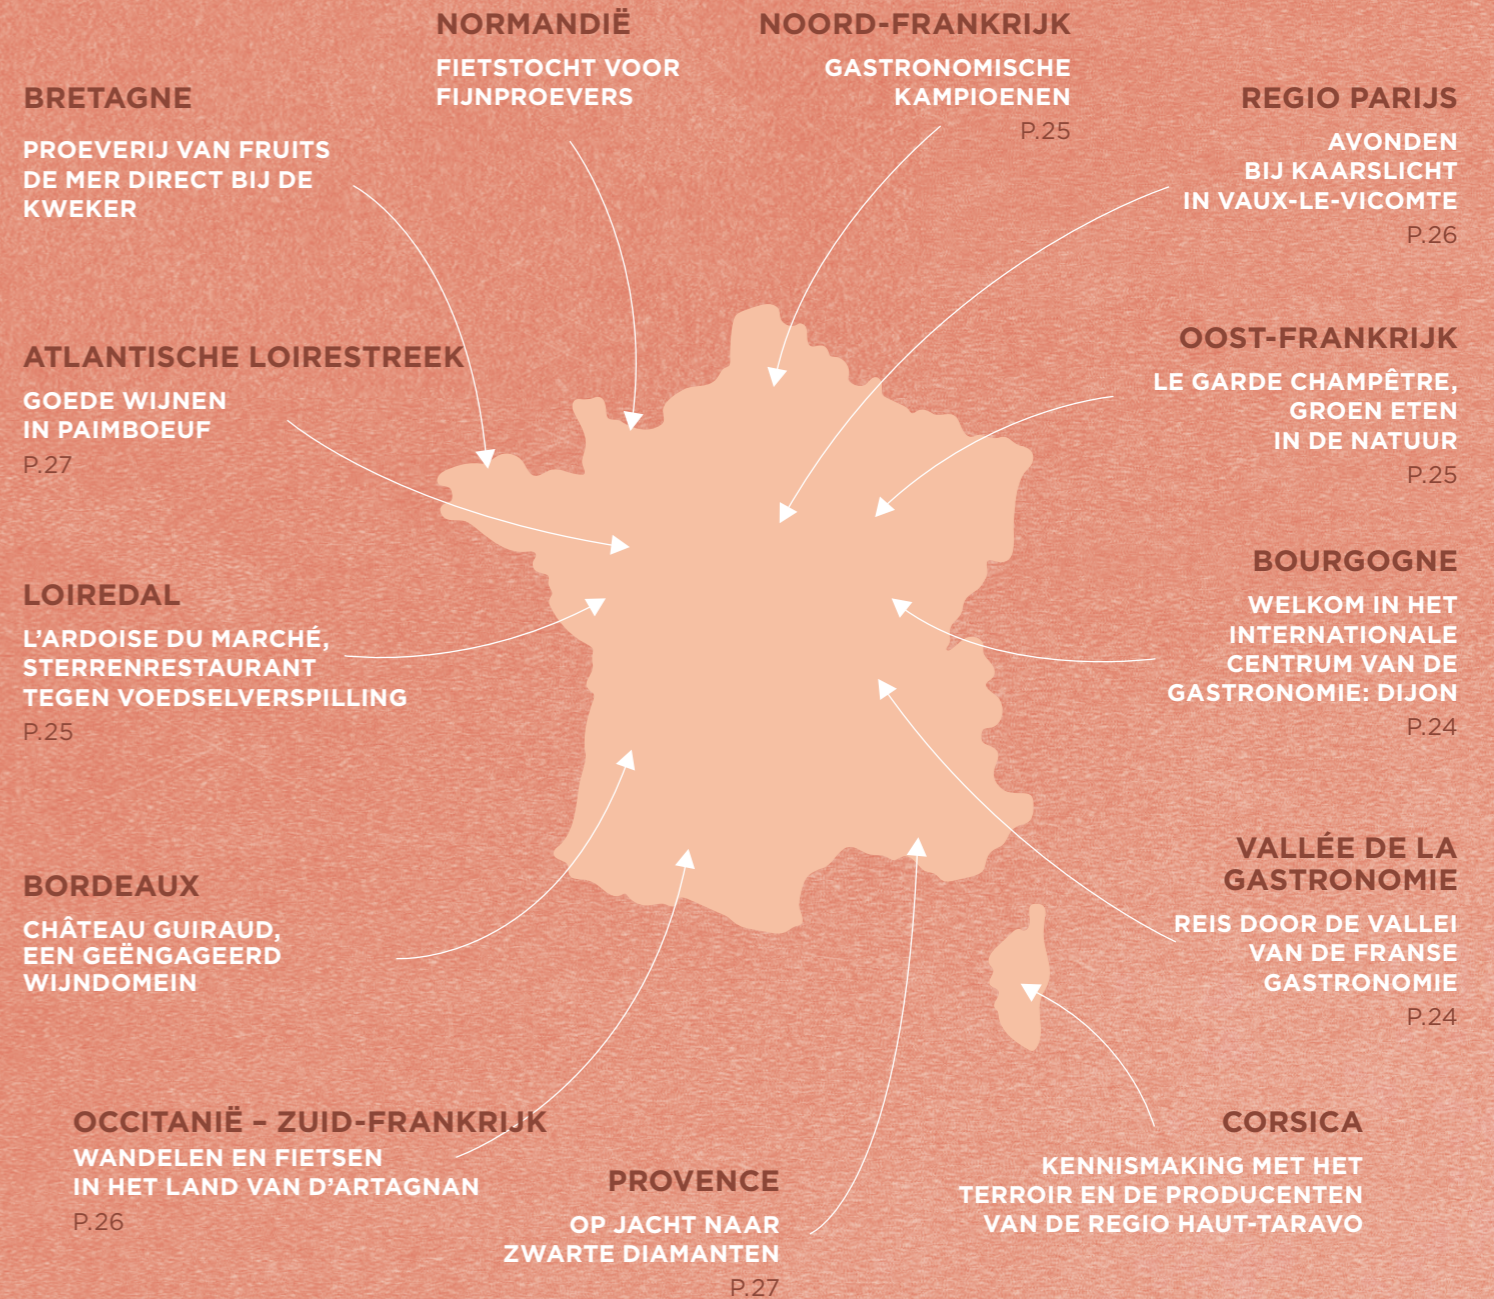 NORMANDIË
FIETSTOCHT VOOR
FIJNPROEVERS
NOORD-FRANKRIJK
GASTRONOMISCHE
KAMPIOENEN
P.25
BRETAGNE
PROEVERIJ VAN FRUITS
DE MER DIRECT BIJ DE
KWEKER
REGIO PARIJS
AVONDEN
BIJ KAARSLICHT
IN VAUX-LE-VICOMTE
P.26
ATLANTISCHE LOIRESTREEK
GOEDE WIJNEN
IN PAIMBOEUF
P.27
OOST-FRANKRIJK
LE GARDE CHAMPÊTRE,
GROEN ETEN
IN DE NATUUR
P.25
LOIREDAL
L'ARDOISE DU MARCHÉ,
STERRENRESTAURANT
TEGEN VOEDSELVERSPILLING
P.25
BOURGOGNE
WELKOM IN HET
INTERNATIONALE
CENTRUM VAN DE
GASTRONOMIE: DIJON
P.24
BORDEAUX
CHÂTEAU GUIRAUD,
EEN GEËNGAGEERD
WIJNDOMEIN
VALLÉE DE LA
GASTRONOMIE
REIS DOOR DE VALLEI
VAN DE FRANSE
GASTRONOMIE
P.24
OCCITANIË – ZUID-FRANKRIJK
WANDELEN EN FIETSEN
IN HET LAND VAN D'ARTAGNAN
P.26
PROVENCE
OP JACHT NAAR
ZWARTE DIAMANTEN
P.27
CORSICA
KENNISMAKING MET HET
TERROIR EN DE PRODUCENTEN
VAN DE REGIO HAUT-TARAVO